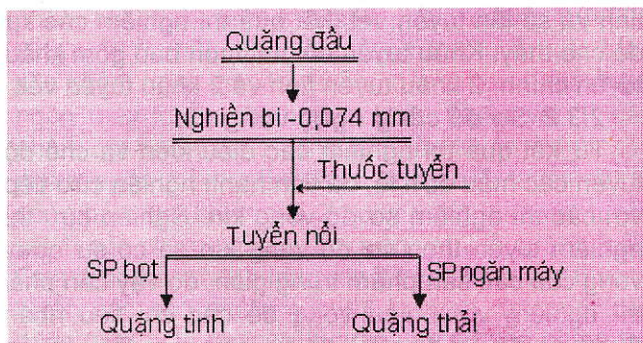 Quặng đầu
Nghiền bi -0,074 mm
Thuốc tuyển
Tuyển nổi
SP bọt
SP ngăn máy
Quặng tinh
Quặng thải